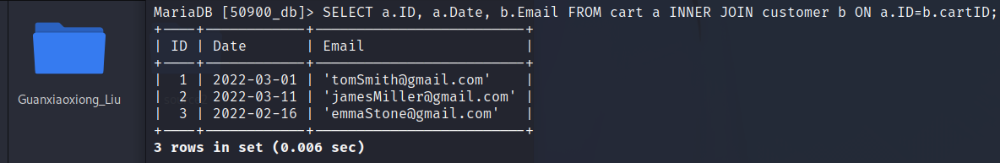 MariaDB [50900_db]> SELECT a.ID, a.Date, b.Email FROM cart a INNER JOIN customer b ON a.ID=b.cartID;
+----+------------+------------------------+
| ID | Date       | Email                  |
+----+------------+------------------------+
|  1 | 2022-03-01 | 'tomSmith@gmail.com'   |
|  2 | 2022-03-11 | 'jamesMiller@gmail.com' |
|  3 | 2022-02-16 | 'emmaStone@gmail.com'  |
+----+------------+------------------------+
3 rows in set (0.006 sec)
Guanxiaoxiong_Liu